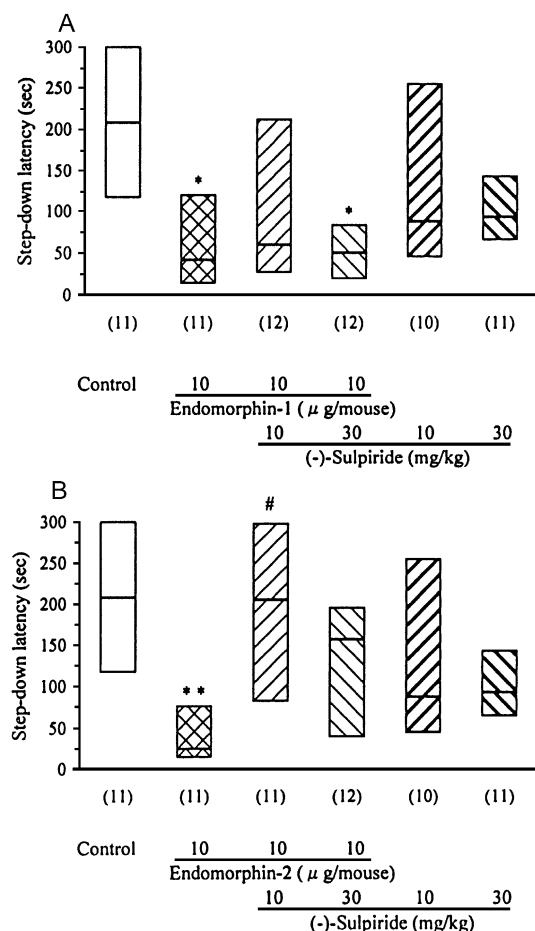 A
Step-down latency (sec)
300
250
200
150
100
50
0
*
*
(11) (11) (12) (12) (10) (11)
Control 10 10 10
Endomorphin-1 ( μ g/mouse)
10 30 10 30
(-)-Sulpiride (mg/kg)
B
Step-down latency (sec)
300
250
200
150
100
50
0
* *
#
(11) (11) (11) (12) (10) (11)
Control 10 10 10
Endomorphin-2 ( μ g/mouse)
10 30 10 30
(-)-Sulpiride (mg/kg)